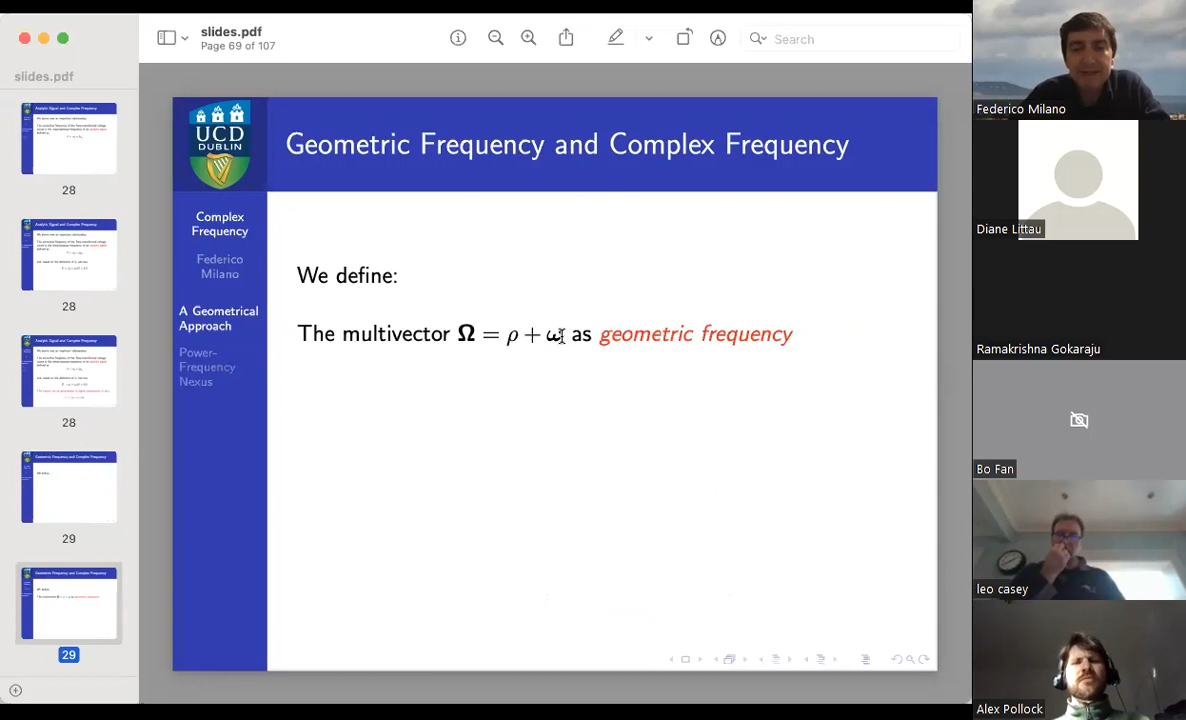 slides.pdf
Page 69 of 107
Search
slides.pdf
28
28
28
29
29
UCD
DUBLIN
Geometric Frequency and Complex Frequency
Complex
Frequency
Federico
Milano
A Geometrical
Approach
Power-
Frequency
Nexus
We define:
The multivector Ω = ρ + ω as geometric frequency
Federico Milano
Diane Littau
Ramakrishna Gokaraju
Bo Fan
leo casey
Alex Pollock